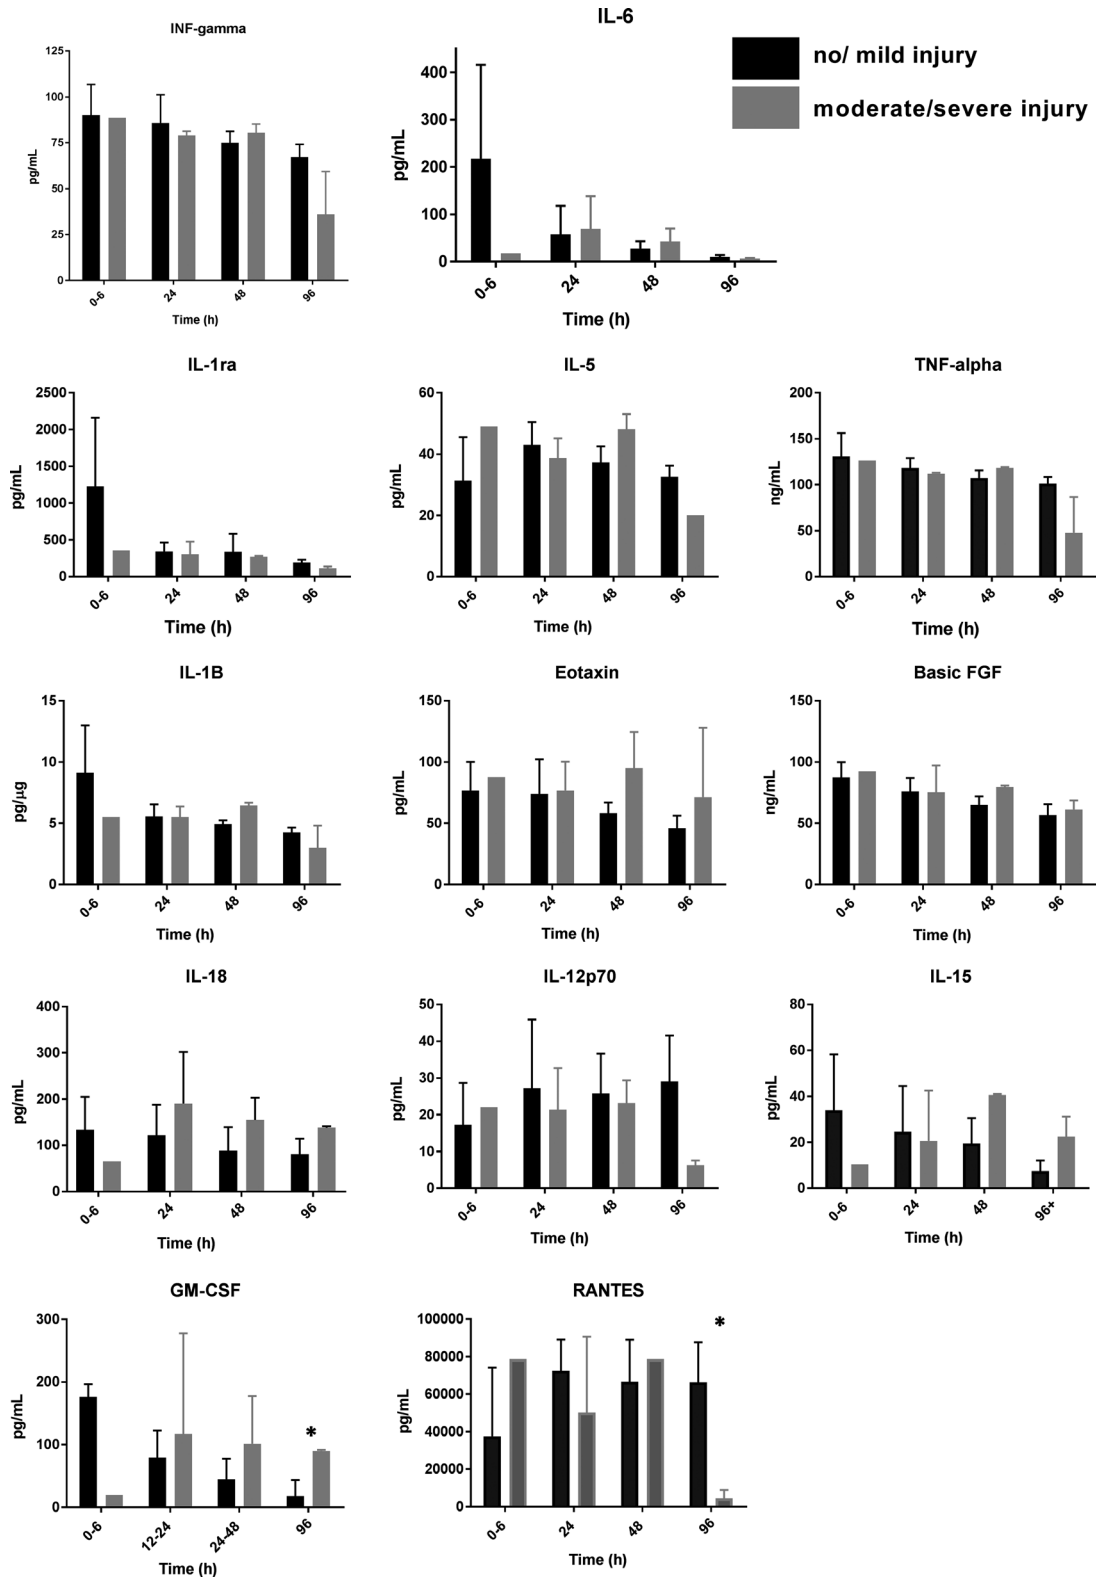 INF-gamma
125
100
75
50
25
0
pg/mL
0-6
24
48
96
Time (h)
IL-6
400
300
200
100
0
pg/mL
0-6
24
48
96
Time (h)
no/ mild injury
moderate/severe injury
IL-1ra
2500
2000
1500
1000
500
0
pg/mL
0-6
24
48
96
Time (h)
IL-5
60
40
20
0
pg/mL
0-6
24
48
96
Time (h)
TNF-alpha
200
150
100
50
0
ng/mL
0-6
24
48
96
Time (h)
IL-1B
15
10
5
0
pg/µg
0-6
24
48
96
Time (h)
Eotaxin
150
100
50
0
pg/mL
0-6
24
48
96
Time (h)
Basic FGF
150
100
50
0
ng/mL
0-6
24
48
96
Time (h)
IL-18
400
300
200
100
0
pg/mL
0-6
24
48
96
Time (h)
IL-12p70
50
40
30
20
10
0
pg/mL
0-6
24
48
96
Time (h)
IL-15
80
60
40
20
0
pg/mL
0-6
24
48
96+
Time (h)
GM-CSF
300
200
100
0
pg/mL
*
0-6
12-24
24-48
96
Time (h)
RANTES
100000
80000
60000
40000
20000
0
pg/mL
*
0-6
24
48
96
Time (h)